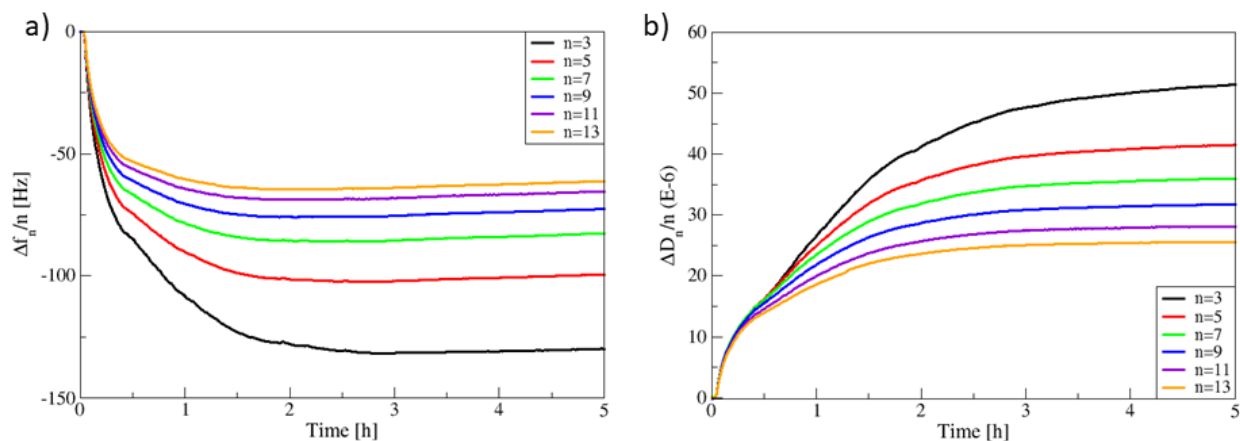 a)
0
-50
-100
-150
Δf_n/n [Hz]
0
1
2
3
4
5
Time [h]
n=3
n=5
n=7
n=9
n=11
n=13
b)
60
50
40
30
20
10
0
ΔD_n/n (E-6)
0
1
2
3
4
5
Time [h]
n=3
n=5
n=7
n=9
n=11
n=13